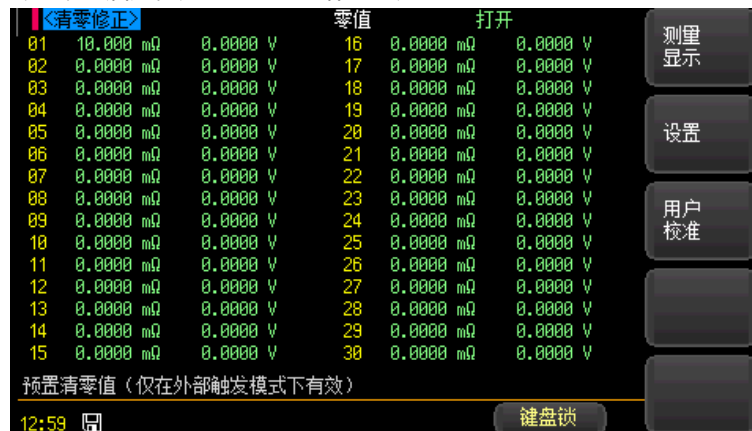 <清零修正> 零值 打开
01 10.000 mΩ 0.0000 V 16 0.0000 mΩ 0.0000 V
02 0.0000 mΩ 0.0000 V 17 0.0000 mΩ 0.0000 V
03 0.0000 mΩ 0.0000 V 18 0.0000 mΩ 0.0000 V
04 0.0000 mΩ 0.0000 V 19 0.0000 mΩ 0.0000 V
05 0.0000 mΩ 0.0000 V 20 0.0000 mΩ 0.0000 V
06 0.0000 mΩ 0.0000 V 21 0.0000 mΩ 0.0000 V
07 0.0000 mΩ 0.0000 V 22 0.0000 mΩ 0.0000 V
08 0.0000 mΩ 0.0000 V 23 0.0000 mΩ 0.0000 V
09 0.0000 mΩ 0.0000 V 24 0.0000 mΩ 0.0000 V
10 0.0000 mΩ 0.0000 V 25 0.0000 mΩ 0.0000 V
11 0.0000 mΩ 0.0000 V 26 0.0000 mΩ 0.0000 V
12 0.0000 mΩ 0.0000 V 27 0.0000 mΩ 0.0000 V
13 0.0000 mΩ 0.0000 V 28 0.0000 mΩ 0.0000 V
14 0.0000 mΩ 0.0000 V 29 0.0000 mΩ 0.0000 V
15 0.0000 mΩ 0.0000 V 30 0.0000 mΩ 0.0000 V
预置清零值（仅在外部触发模式下有效）
12:59 键盘锁
测量
显示
设置
用户
校准